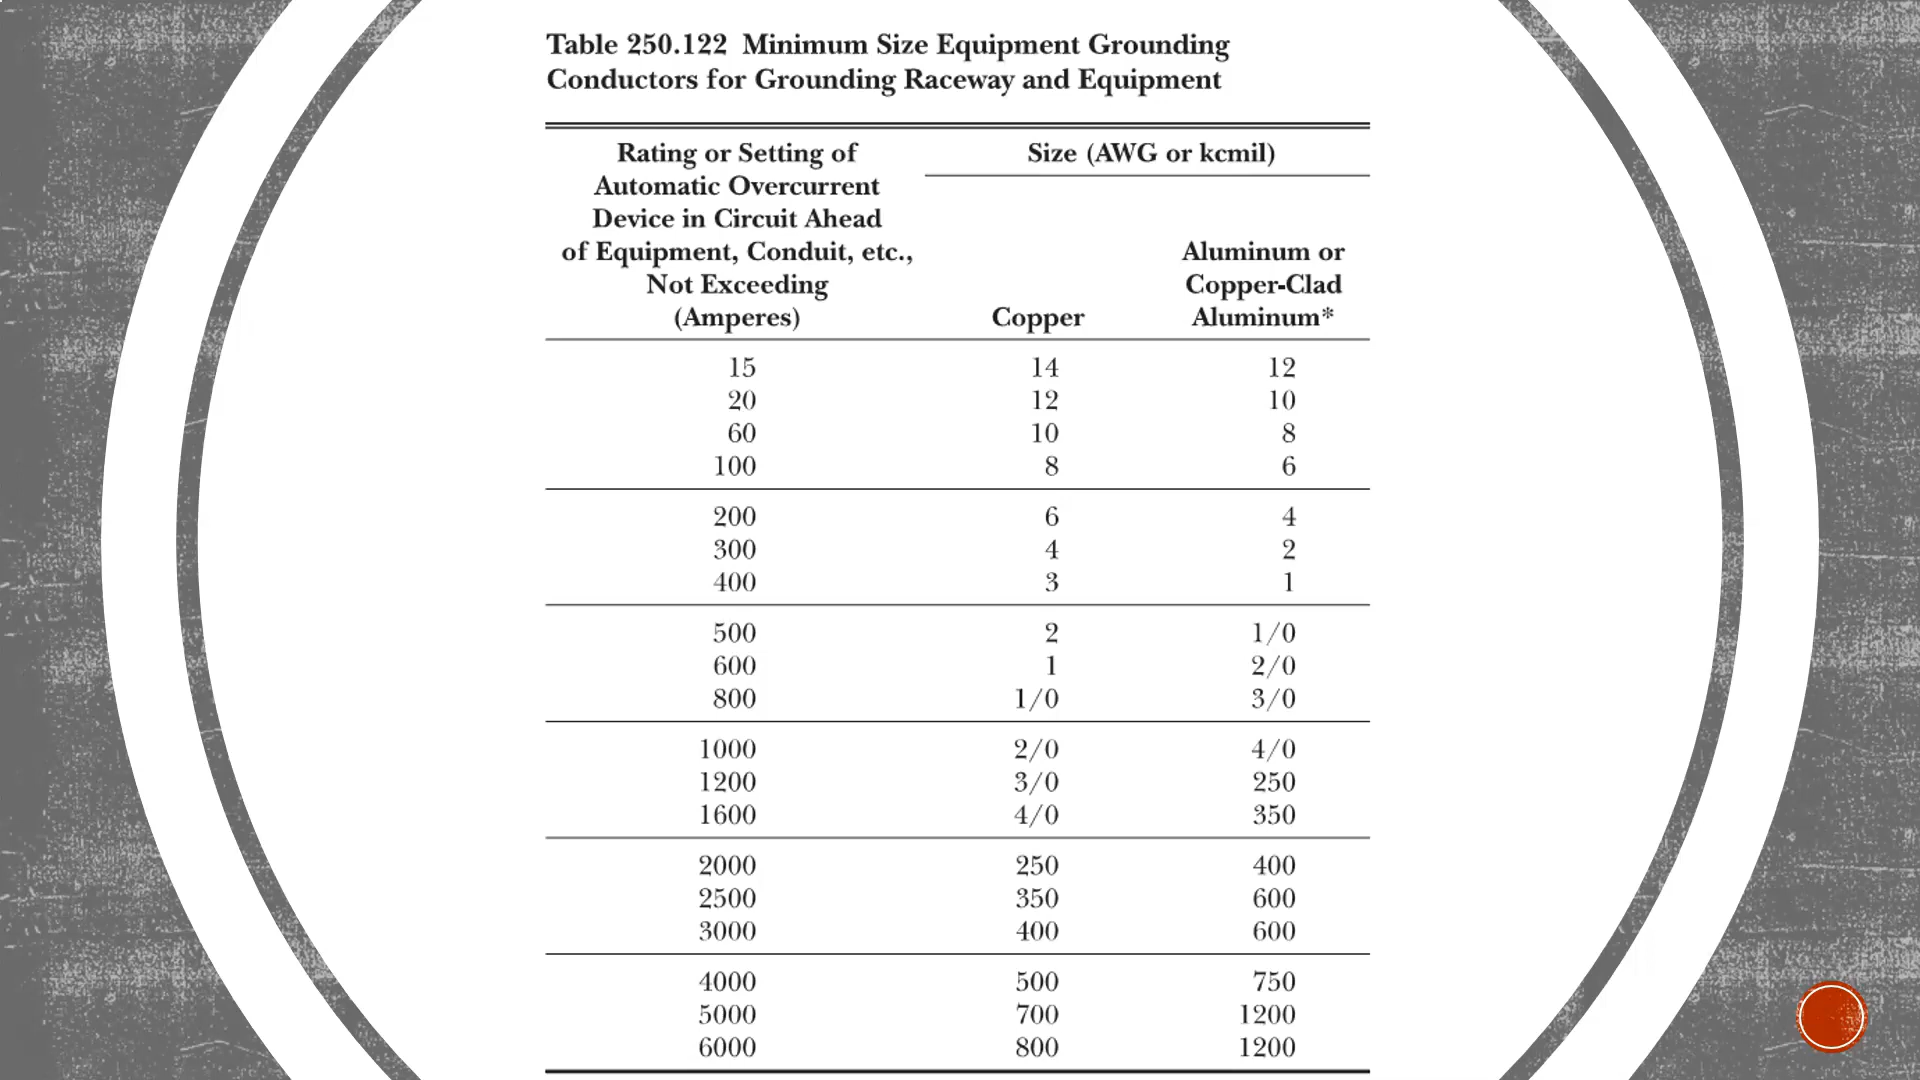 Table 250.122 Minimum Size Equipment Grounding
Conductors for Grounding Raceway and Equipment
Rating or Setting of
Automatic Overcurrent
Device in Circuit Ahead
of Equipment, Conduit, etc.,
Not Exceeding
(Amperes)
Size (AWG or kcmil)
Copper
Aluminum or
Copper-Clad
Aluminum*
15 14 12
20 12 10
60 10 8
100 8 6
200 6 4
300 4 2
400 3 1
500 2 1/0
600 1 2/0
800 1/0 3/0
1000 2/0 4/0
1200 3/0 250
1600 4/0 350
2000 250 400
2500 350 600
3000 400 600
4000 500 750
5000 700 1200
6000 800 1200